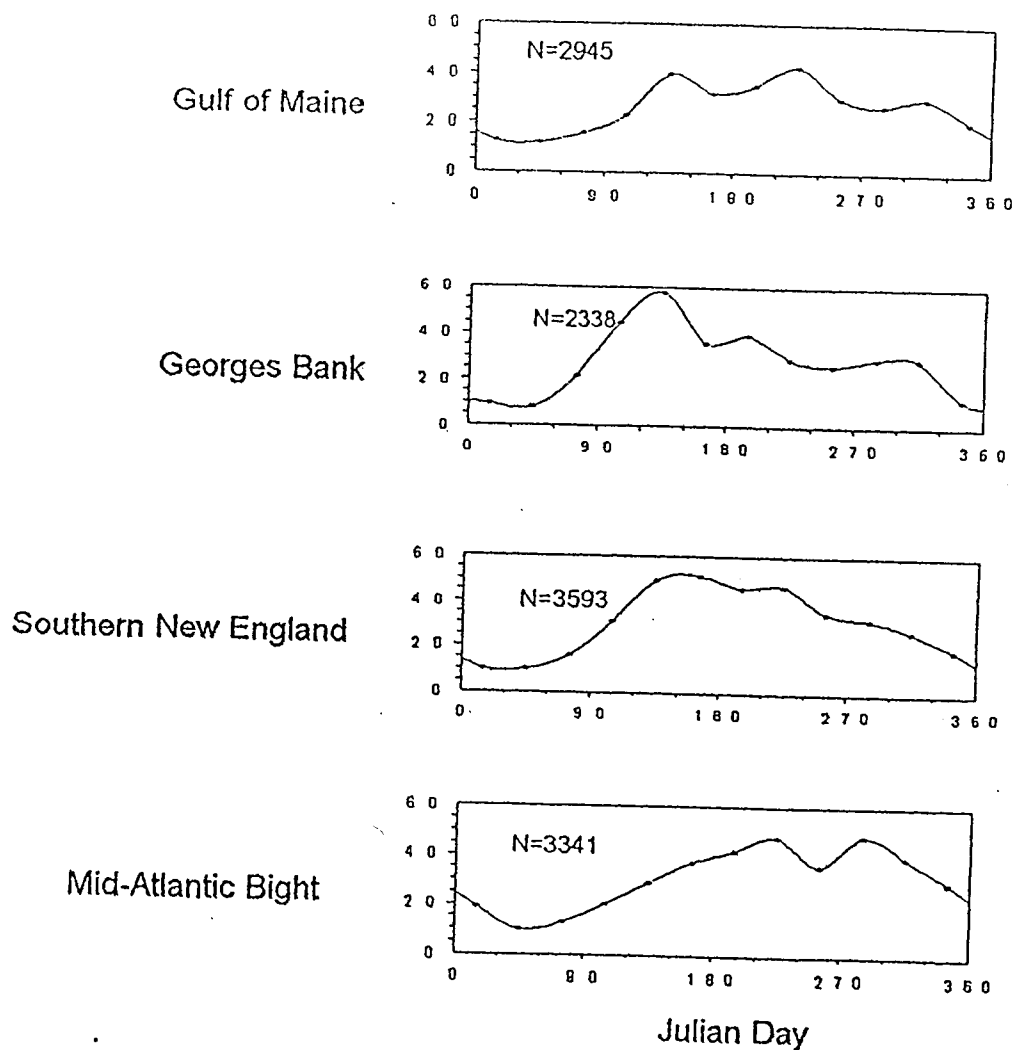 6 0
N=2945
4 0
Gulf of Maine
2 0
0
0 9 0 1 8 0 2 7 0 3 6 0
6 0
N=2338
4 0
Georges Bank
2 0
0
0 9 0 1 8 0 2 7 0 3 6 0
6 0
N=3593
4 0
Southern New England
2 0
0
0 9 0 1 8 0 2 7 0 3 6 0
6 0
N=3341
4 0
Mid-Atlantic Bight
2 0
0
0 9 0 1 8 0 2 7 0 3 6 0
Julian Day